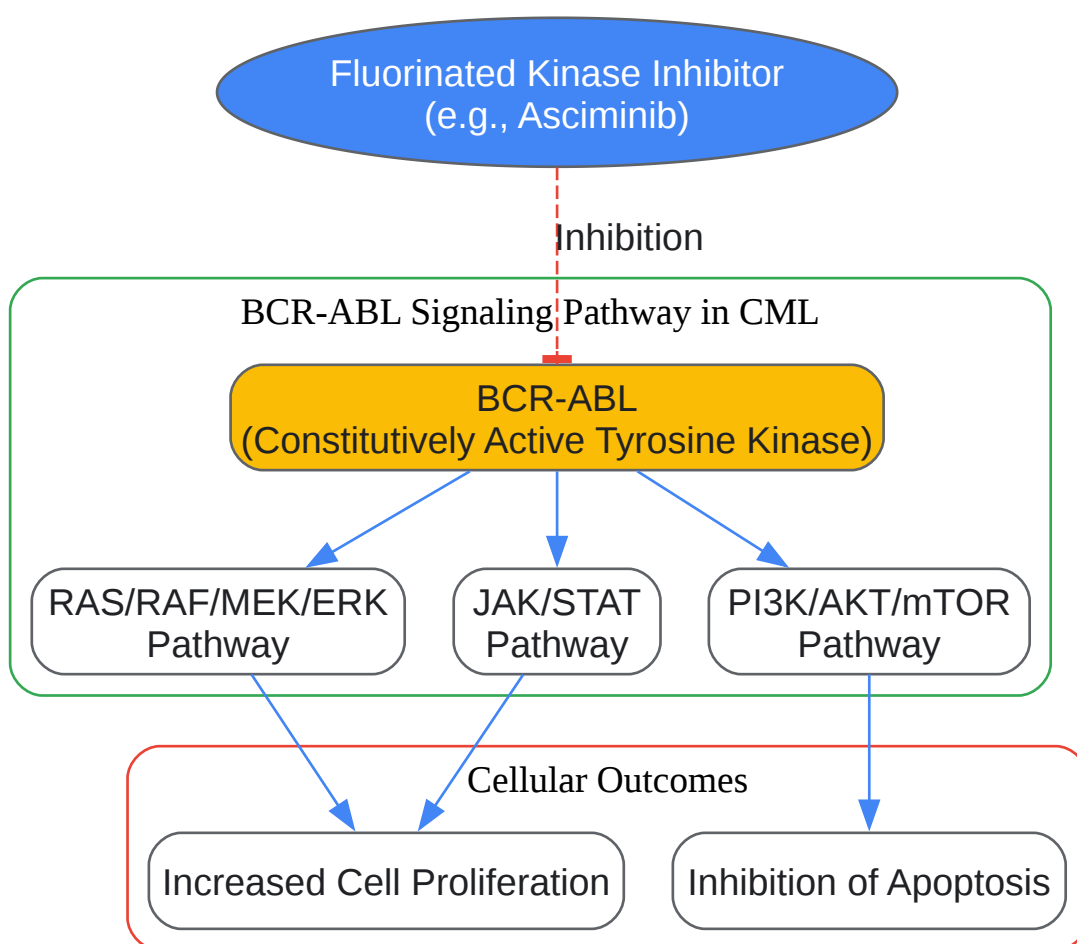 Fluorinated Kinase Inhibitor
(e.g., Asciminib)
Inhibition
BCR-ABL Signaling Pathway in CML
BCR-ABL
(Constitutively Active Tyrosine Kinase)
RAS/RAF/MEK/ERK
Pathway
JAK/STAT
Pathway
PI3K/AKT/mTOR
Pathway
Cellular Outcomes
Increased Cell Proliferation
Inhibition of Apoptosis